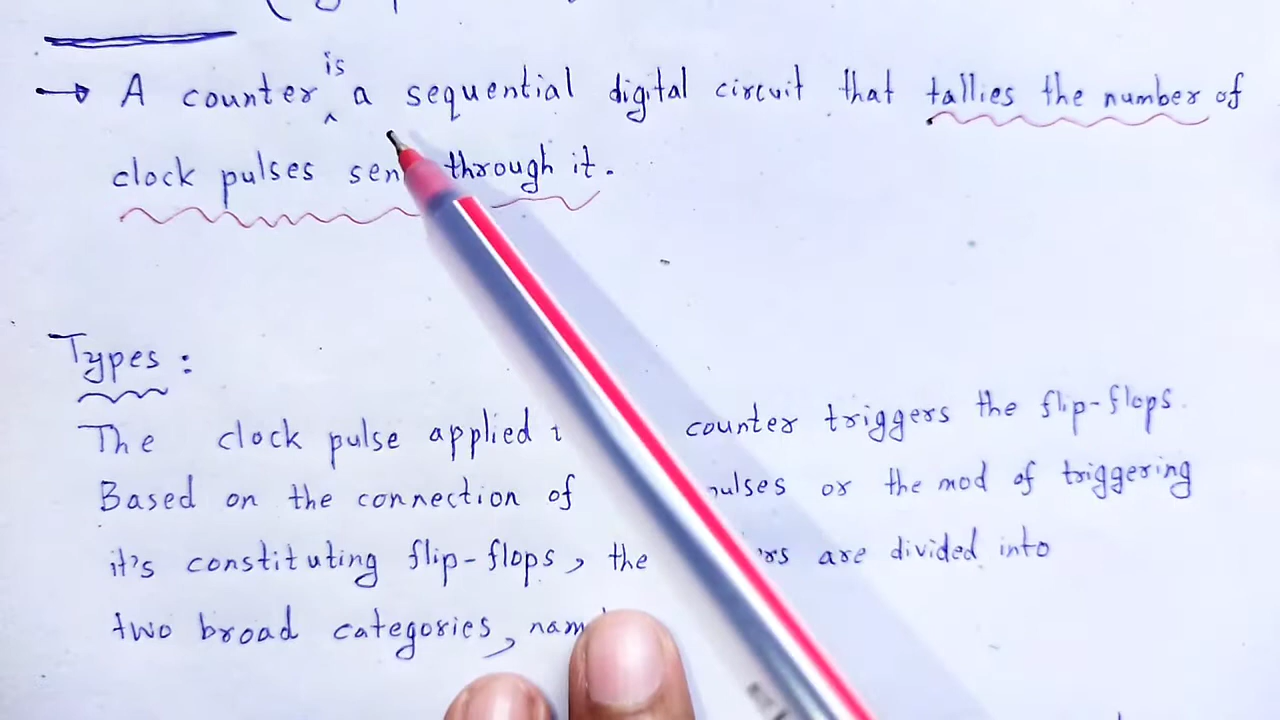 → A counter is a sequential digital circuit that tallies the number of
clock pulses through it.
Types :
The clock pulse applied counter triggers the flip-flops.
Based on the connection of or the mod of triggering
it's constituting flip-flops, the are divided into
two broad categories,